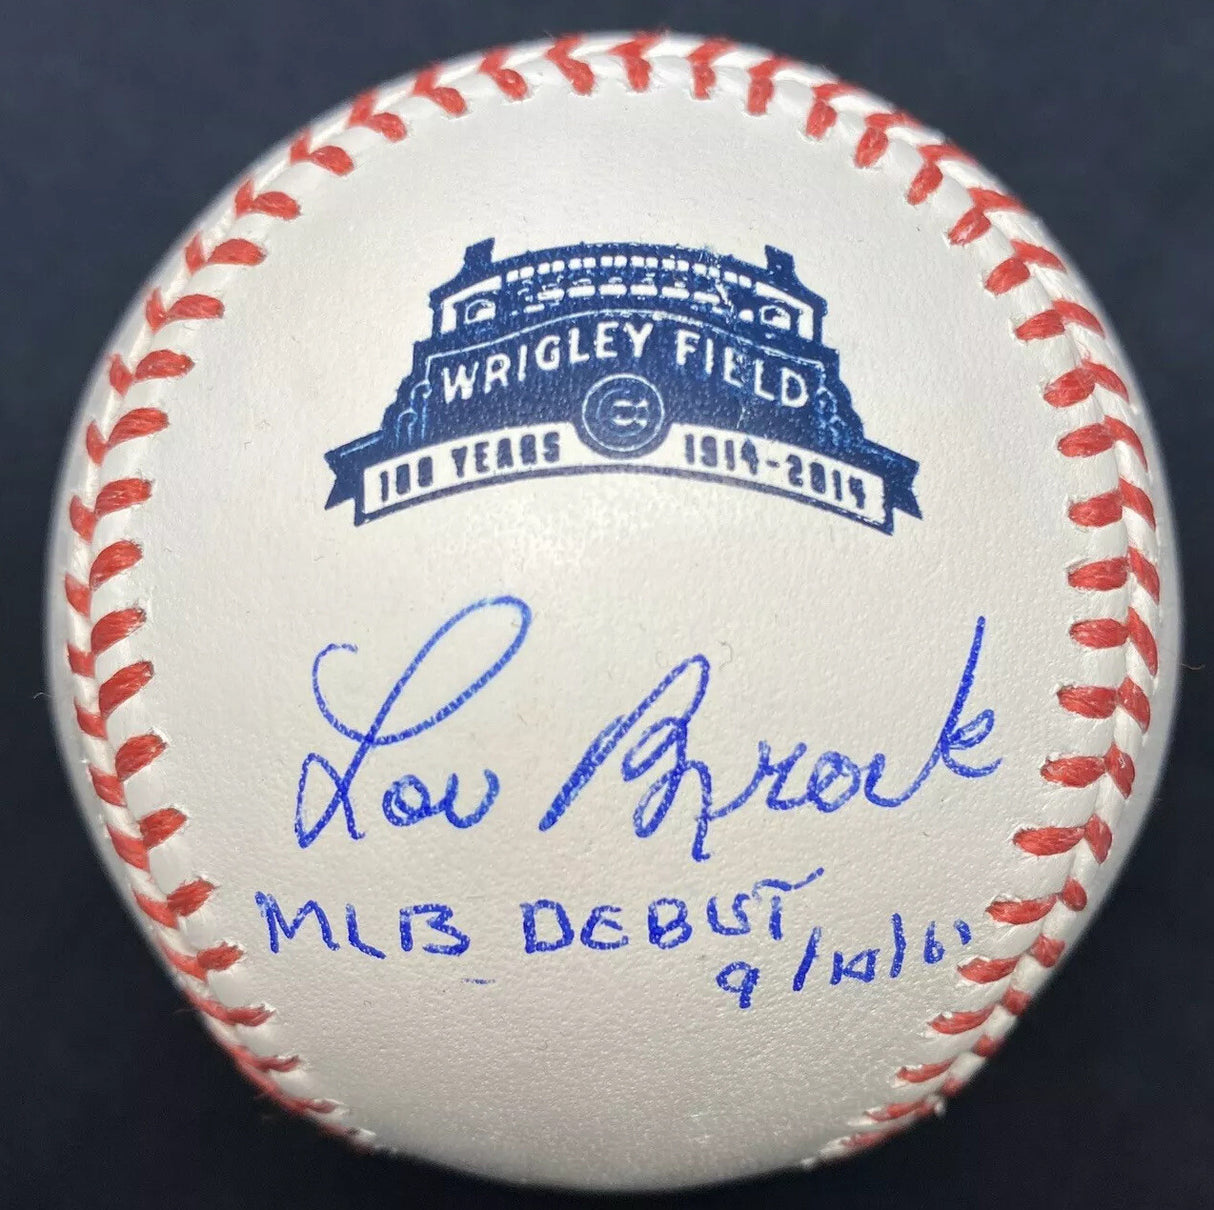 WRIGLEY FIELD
100 YEARS 1914-2014
Lou Brock
MLB DEBUT
9/10/61